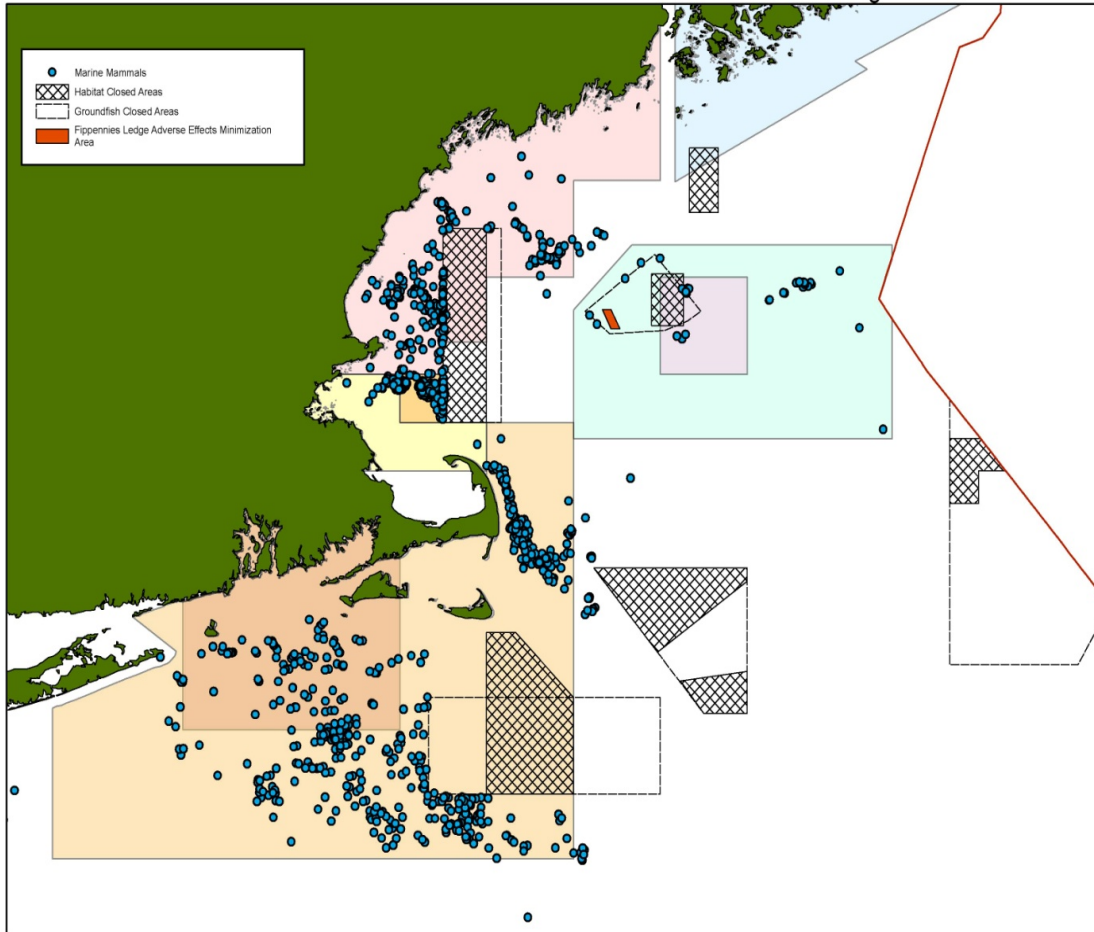 Marine Mammals
Habitat Closed Areas
Groundfish Closed Areas
Fippennies Ledge Adverse Effects Minimization
Area